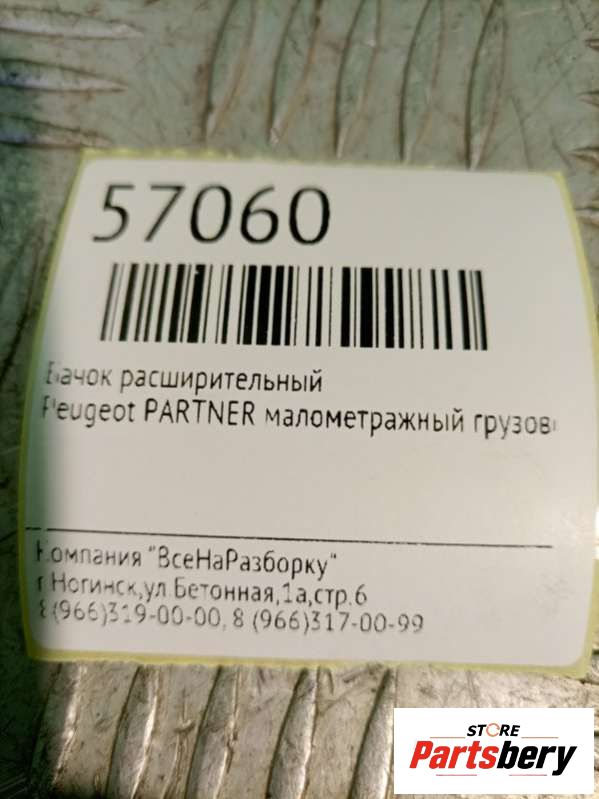 57060
Бачок расширительный
Peugeot PARTNER малометражный грузов
Компания "ВсеНаРазборку"
г.Ногинск,ул.Бетонная,1а,стр.6
8 (966)319-00-00, 8 (966)317-00-99
STORE
Partsbery